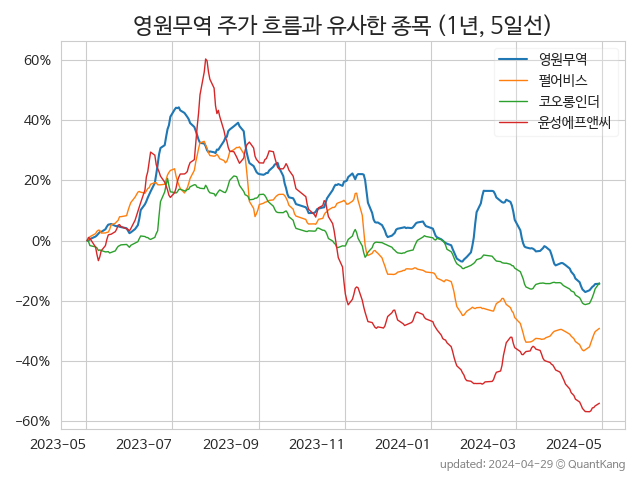 영원무역 주가 흐름과 유사한 종목 (1년, 5일선)
영원무역
펄어비스
코오롱인더
윤성에프앤씨
60%
40%
20%
0%
−20%
−40%
−60%
2023-05
2023-07
2023-09
2023-11
2024-01
2024-03
2024-05
updated: 2024-04-29 © QuantKang